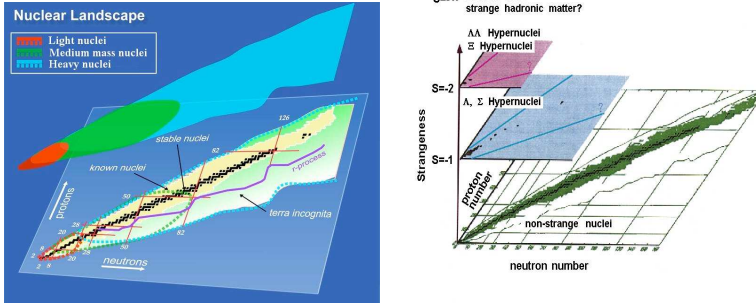 Nuclear Landscape
Light nuclei
Medium mass nuclei
Heavy nuclei
126
stable nuclei
82
known nuclei
r-process
50
protons
terra incognita
82
28
20
50
8
28
2
20
2 8
neutrons
strange hadronic matter?
ΛΛ Hypernuclei
Ξ Hypernuclei
?
S=-2
Λ, Σ Hypernuclei
?
S=-1
Strangeness
proton number
non-strange nuclei
neutron number